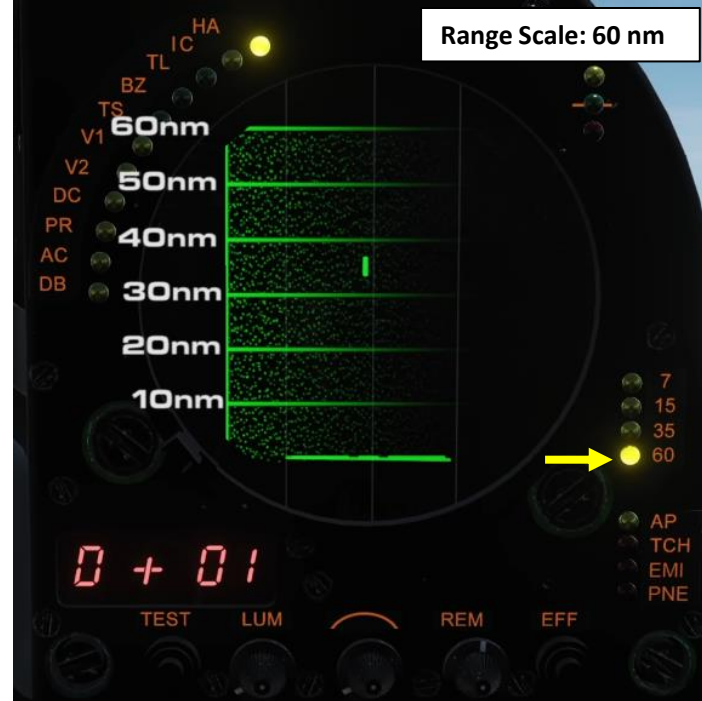 Range Scale: 60 nm
HA
IC
TL
BZ
TS
V1
V2
DC
PR
AC
DB
60nm
50nm
40nm
30nm
20nm
10nm
7
15
35
60
AP
TCH
EMI
PNE
0 + 01
TEST LUM REM EFF